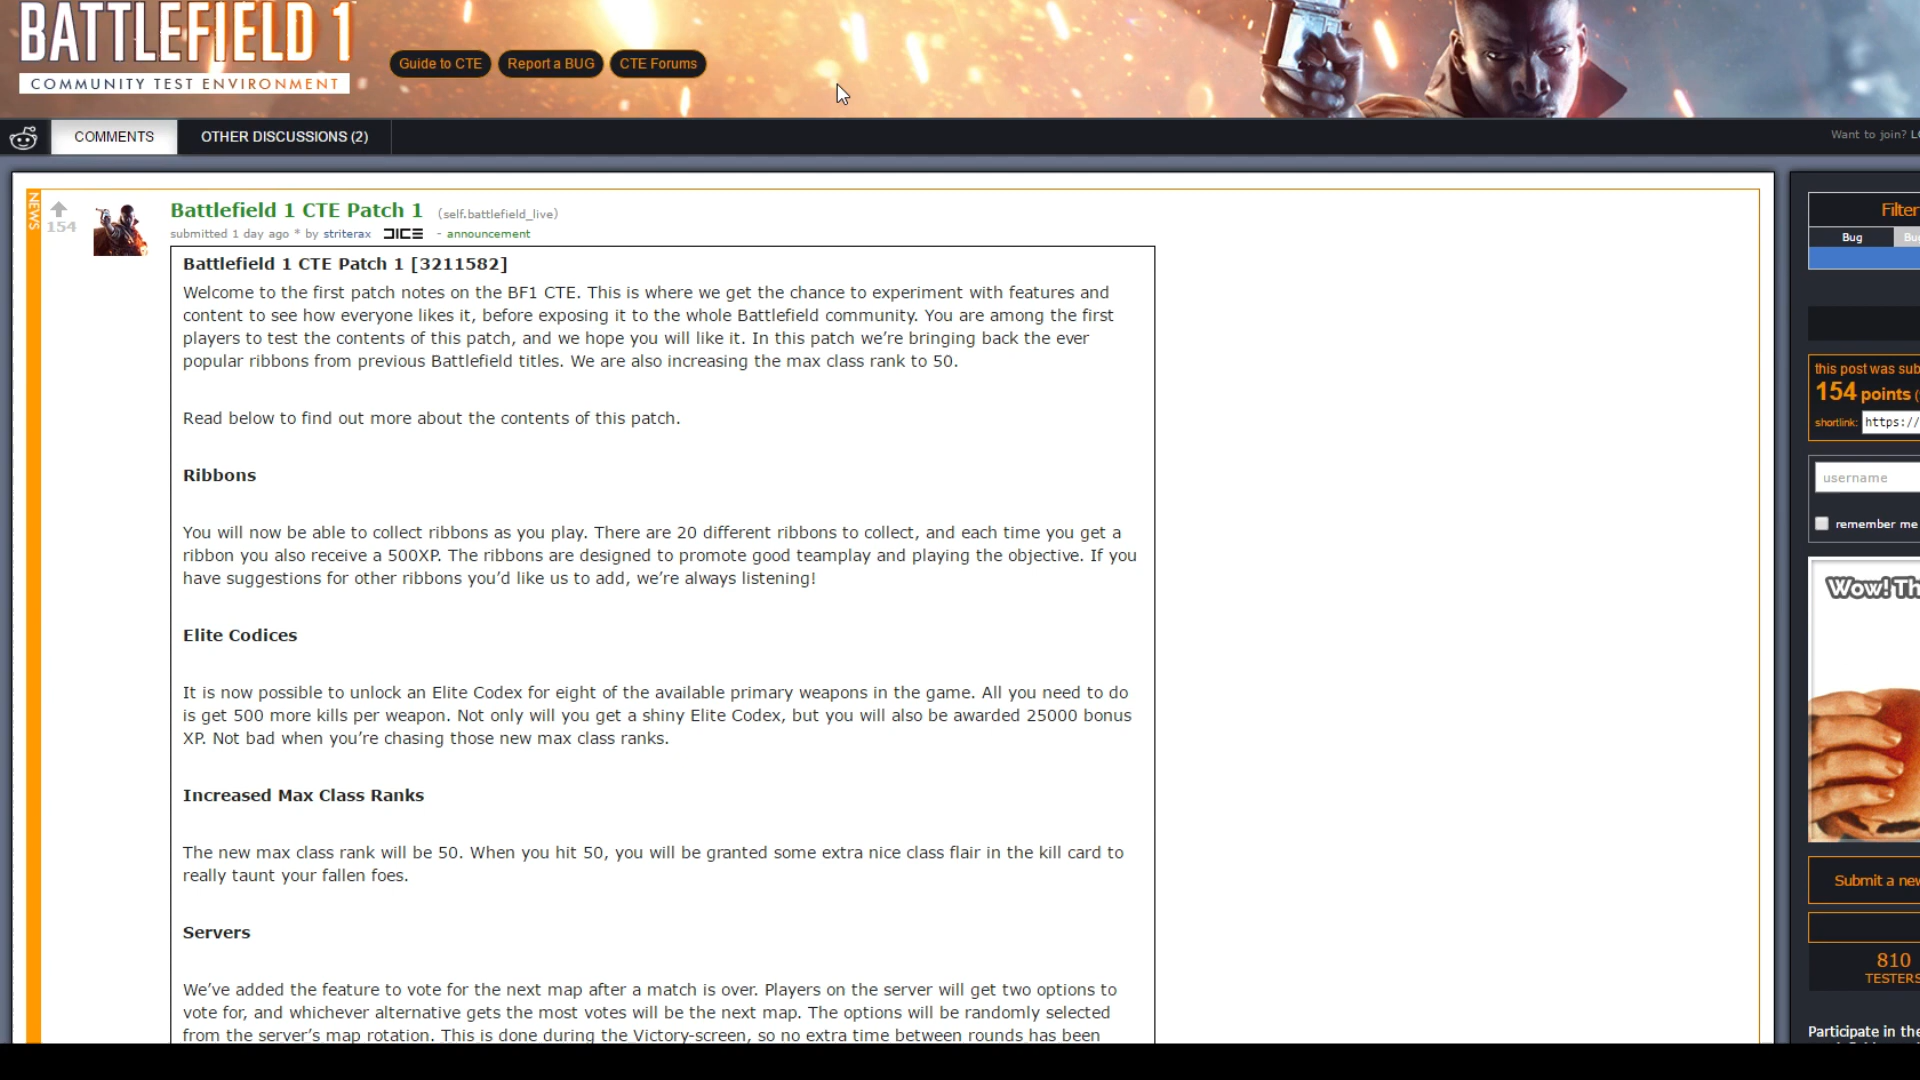 BATTLEFIELD 1
COMMUNITY TEST ENVIRONMENT
Guide to CTE
Report a BUG
CTE Forums
COMMENTS
OTHER DISCUSSIONS (2)
Want to join?
NEWS
154
Battlefield 1 CTE Patch 1 (self.battlefield_live)
submitted 1 day ago * by striterax DICE - announcement
Battlefield 1 CTE Patch 1 [3211582]
Welcome to the first patch notes on the BF1 CTE. This is where we get the chance to experiment with features and
content to see how everyone likes it, before exposing it to the whole Battlefield community. You are among the first
players to test the contents of this patch, and we hope you will like it. In this patch we’re bringing back the ever
popular ribbons from previous Battlefield titles. We are also increasing the max class rank to 50.
Read below to find out more about the contents of this patch.
Ribbons
You will now be able to collect ribbons as you play. There are 20 different ribbons to collect, and each time you get a
ribbon you also receive a 500XP. The ribbons are designed to promote good teamplay and playing the objective. If you
have suggestions for other ribbons you’d like us to add, we’re always listening!
Elite Codices
It is now possible to unlock an Elite Codex for eight of the available primary weapons in the game. All you need to do
is get 500 more kills per weapon. Not only will you get a shiny Elite Codex, but you will also be awarded 25000 bonus
XP. Not bad when you’re chasing those new max class ranks.
Increased Max Class Ranks
The new max class rank will be 50. When you hit 50, you will be granted some extra nice class flair in the kill card to
really taunt your fallen foes.
Servers
We’ve added the feature to vote for the next map after a match is over. Players on the server will get two options to
vote for, and whichever alternative gets the most votes will be the next map. The options will be randomly selected
from the server’s map rotation. This is done during the Victory-screen, so no extra time between rounds has been
Filter
Bug
this post was sub
154 points (
shortlink: https://
username
remember me
Wow! Th
Submit a new
810
TESTERS
Participate in the